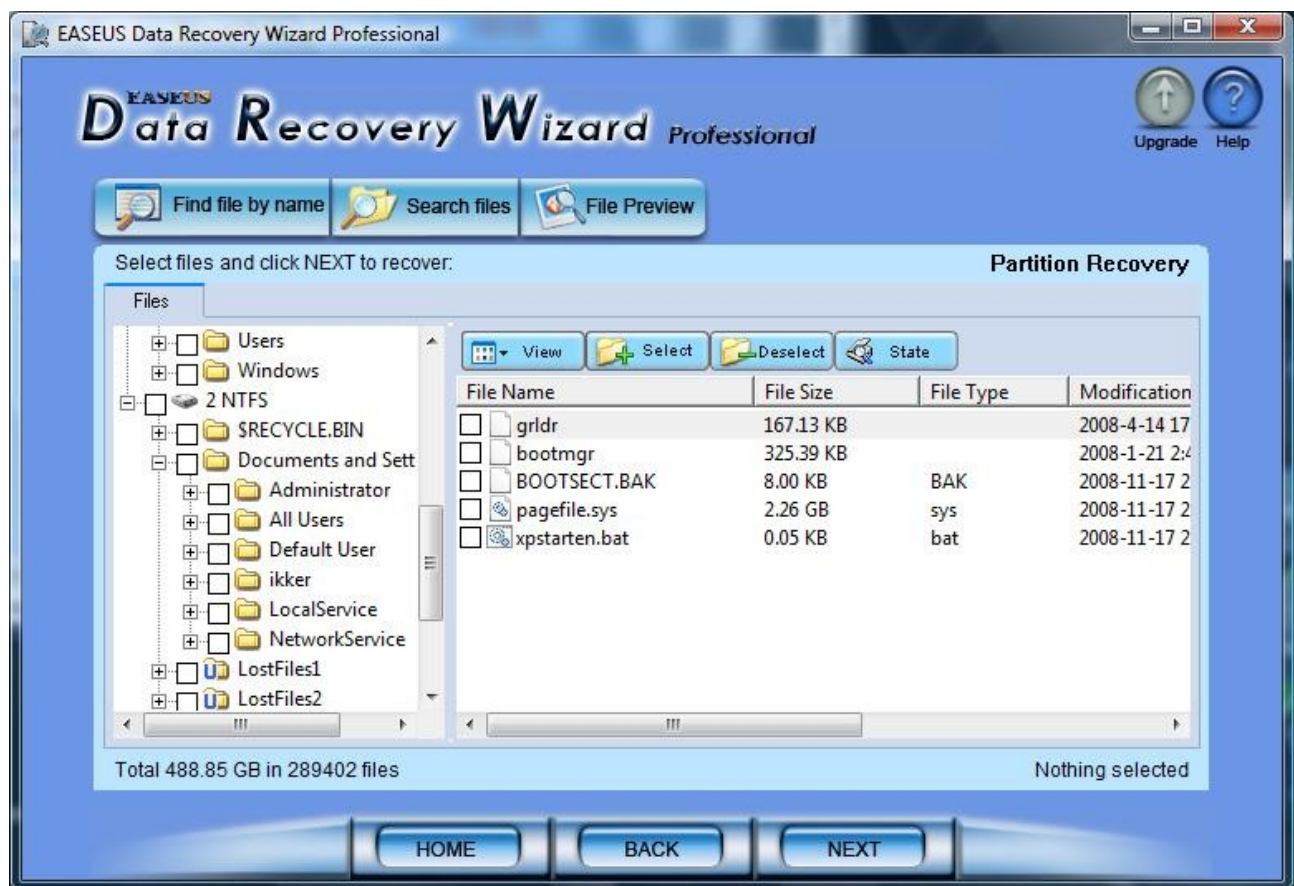 EASEUS Data Recovery Wizard Professional
EASEUS
Data Recovery Wizard Professional
Upgrade Help
Find file by name Search files File Preview
Select files and click NEXT to recover: Partition Recovery
Files
Users
Windows
2 NTFS
$RECYCLE.BIN
Documents and Sett
Administrator
All Users
Default User
ikker
LocalService
NetworkService
LostFiles1
LostFiles2
View Select Deselect State
File Name File Size File Type Modification
grldr 167.13 KB 2008-4-14 17
bootmgr 325.39 KB 2008-1-21 2:4
BOOTSECT.BAK 8.00 KB BAK 2008-11-17 2
pagefile.sys 2.26 GB sys 2008-11-17 2
xpstarten.bat 0.05 KB bat 2008-11-17 2
Total 488.85 GB in 289402 files Nothing selected
HOME BACK NEXT